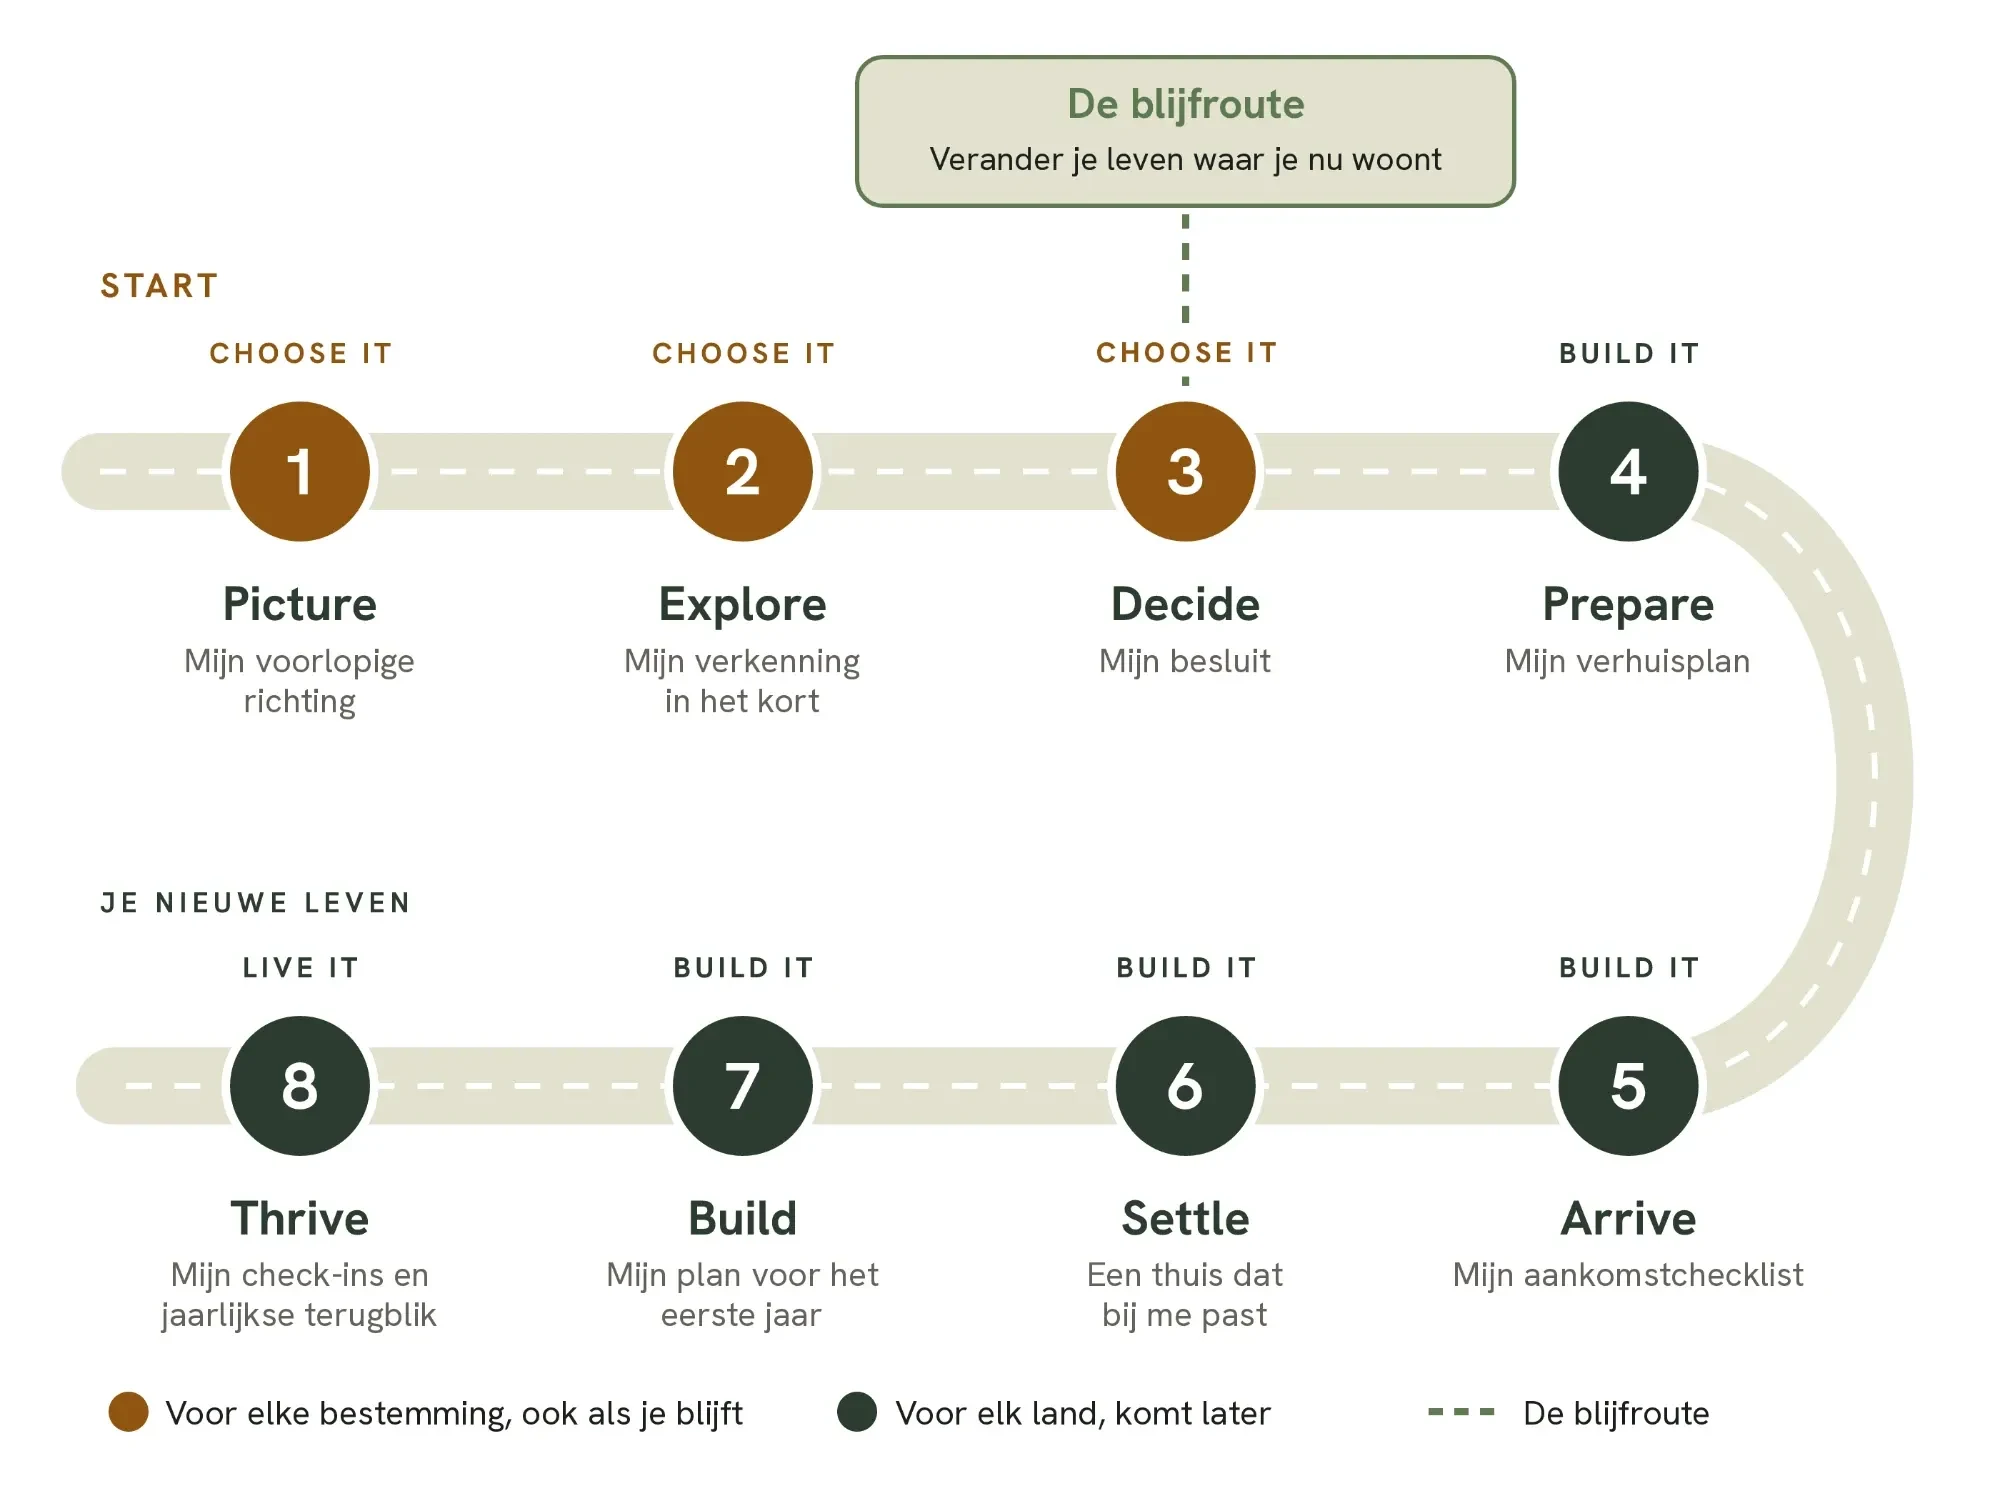 De blijfroute
Verander je leven waar je nu woont
START
CHOOSE IT
CHOOSE IT
CHOOSE IT
BUILD IT
1
2
3
4
Picture
Explore
Decide
Prepare
Mijn voorlopige
richting
Mijn verkenning
in het kort
Mijn besluit
Mijn verhuisplan
JE NIEUWE LEVEN
LIVE IT
BUILD IT
BUILD IT
BUILD IT
8
7
6
5
Thrive
Build
Settle
Arrive
Mijn check-ins en
jaarlijkse terugblik
Mijn plan voor het
eerste jaar
Een thuis dat
bij me past
Mijn aankomstchecklist
Voor elke bestemming, ook als je blijft
Voor elk land, komt later
De blijfroute